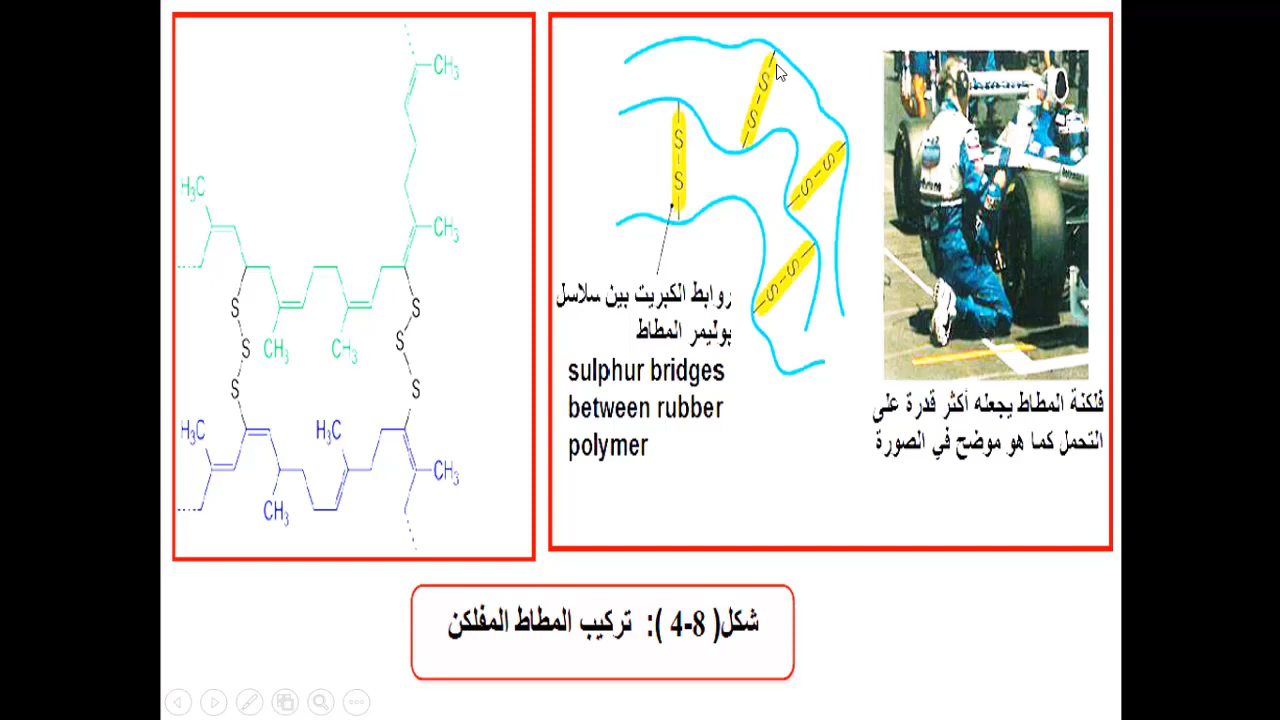 CH₃
H₃C
CH₃
S
S
S
S
S
S
CH₃
CH₃
H₃C
H₃C
CH₃
CH₃
S-S
S-S
S-S
S-S
روابط الكبريت بين سلاسل
بوليمر المطاط
sulphur bridges
between rubber
polymer
فلكنة المطاط يجعله أكثر قدرة على
التحمل كما هو موضح في الصورة
شكل( 8-4 ): تركيب المطاط المفلكن